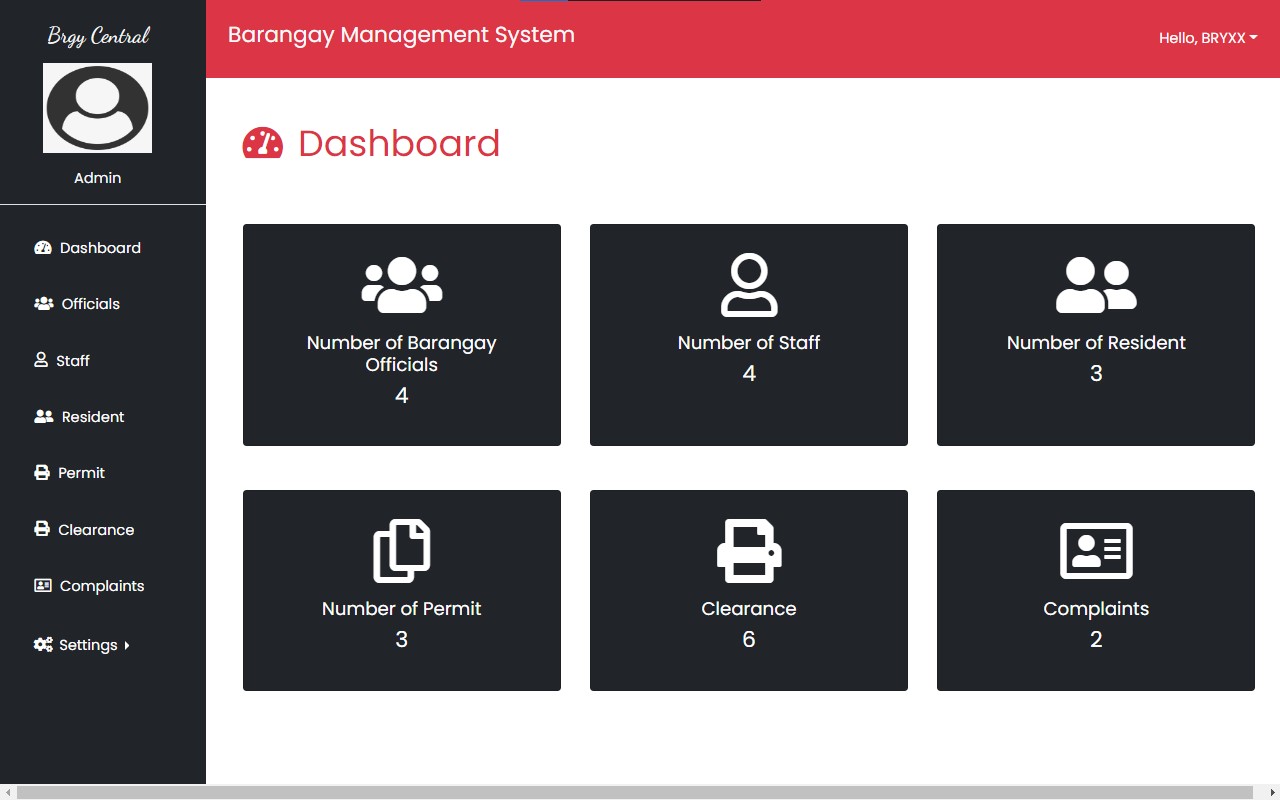 Brgy Central
Admin
Dashboard
Officials
Staff
Resident
Permit
Clearance
Complaints
Settings
Barangay Management System
Hello, BRYXX
Dashboard
Number of Barangay
Officials
4
Number of Staff
4
Number of Resident
3
Number of Permit
3
Clearance
6
Complaints
2